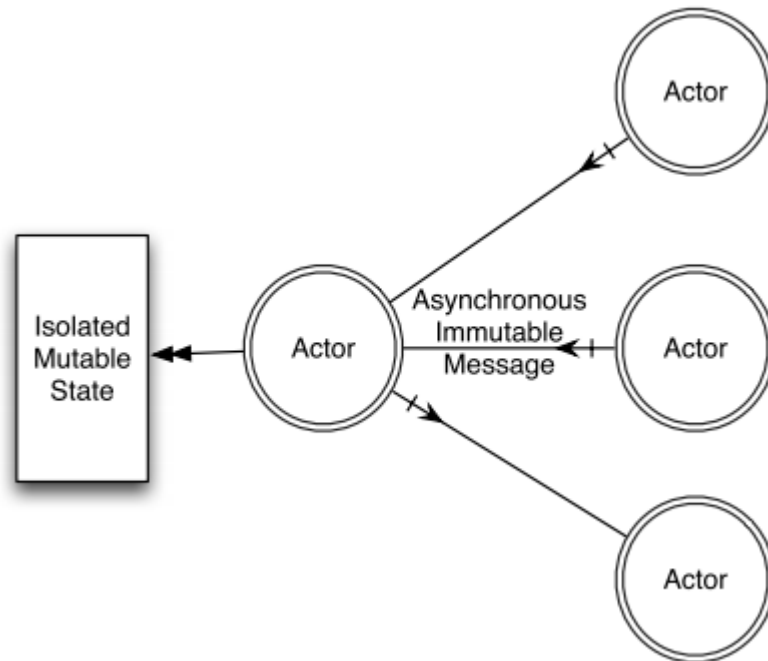 Actor
Isolated
Mutable
State
Actor
Asynchronous
Immutable
Message
Actor
Actor